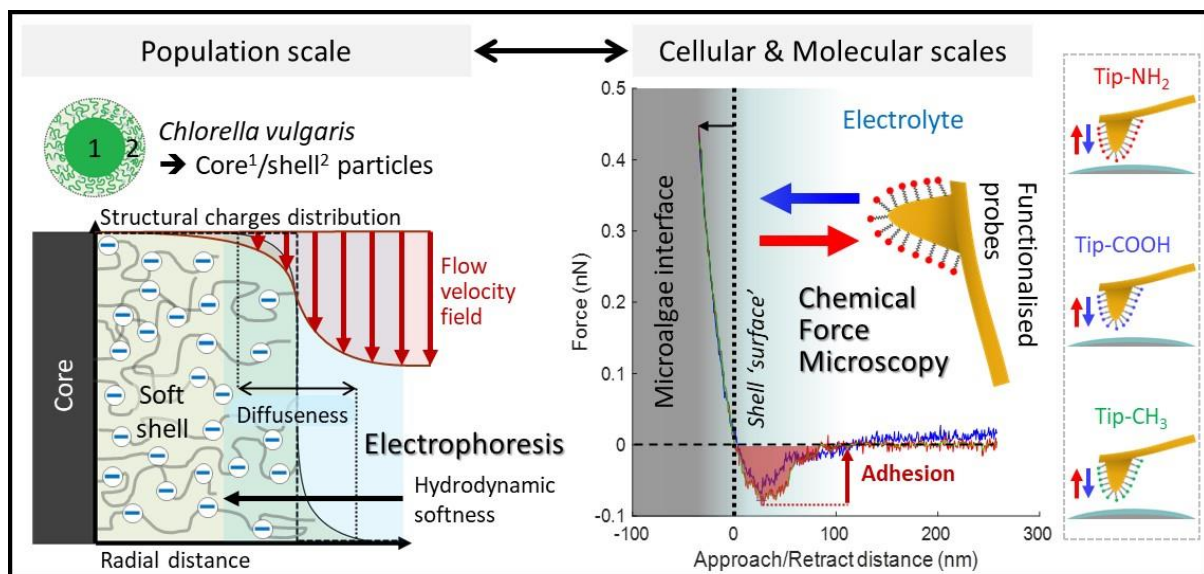 Population scale
Cellular & Molecular scales
1
2
Chlorella vulgaris
➔ Core¹/shell² particles
Structural charges distribution
Flow
velocity
field
Core
Soft
shell
Diffuseness
Electrophoresis
Hydrodynamic
softness
Radial distance
0.5
0.4
0.3
0.2
0.1
0
-0.1
Force (nN)
Microalgae interface
Shell ‘surface’
Electrolyte
Functionalised
probes
Chemical
Force
Microscopy
Adhesion
-100
0
100
200
300
Approach/Retract distance (nm)
Tip-NH₂
Tip-COOH
Tip-CH₃